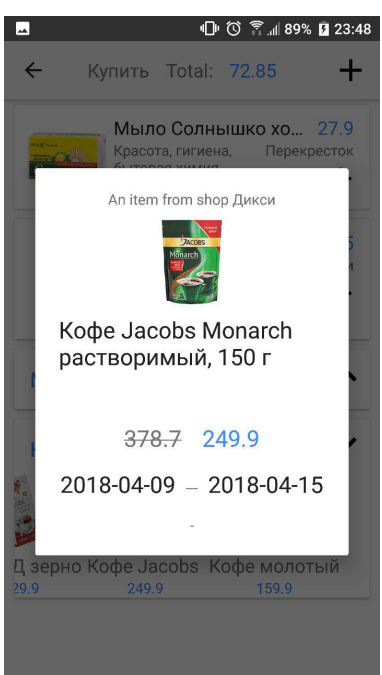 89% 23:48
Купить Total: 72.85
Мыло Солнышко хо... 27.9
Красота, гигиена, Перекресток
бытовая химия
An item from shop Дикси
JACOBS
Monarch
Кофе Jacobs Monarch
растворимый, 150 г
378.7 249.9
2018-04-09 — 2018-04-15
-
Д зерно Кофе Jacobs Кофе молотый
29.9 249.9 159.9